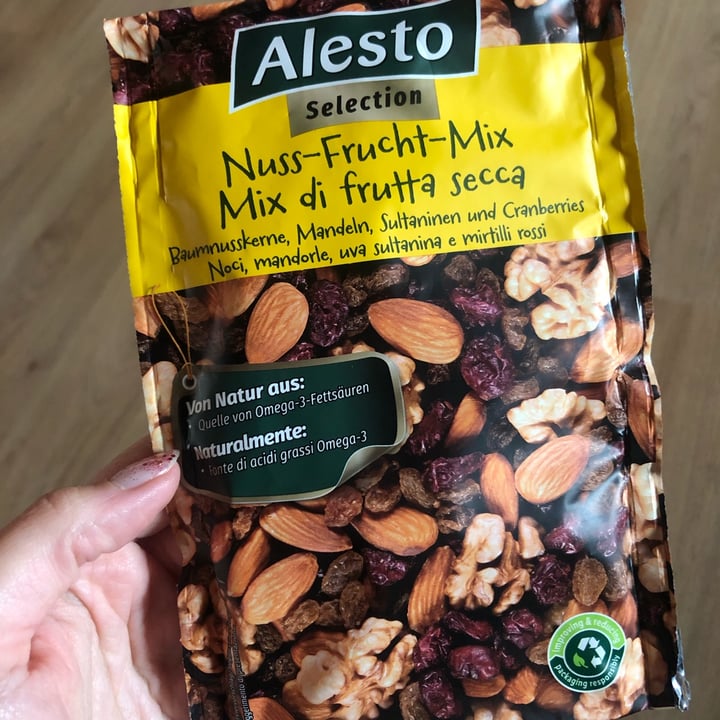 Alesto
Selection
Nuss-Frucht-Mix
Mix di frutta secca
Baumnusskerne, Mandeln, Sultaninen und Cranberries
Noci, mandorle, uva sultanina e mirtilli rossi
Von Natur aus:
• Quelle von Omega-3-Fettsäuren
Naturalmente:
• Fonte di acidi grassi Omega-3
improving & reducing
packaging responsibly